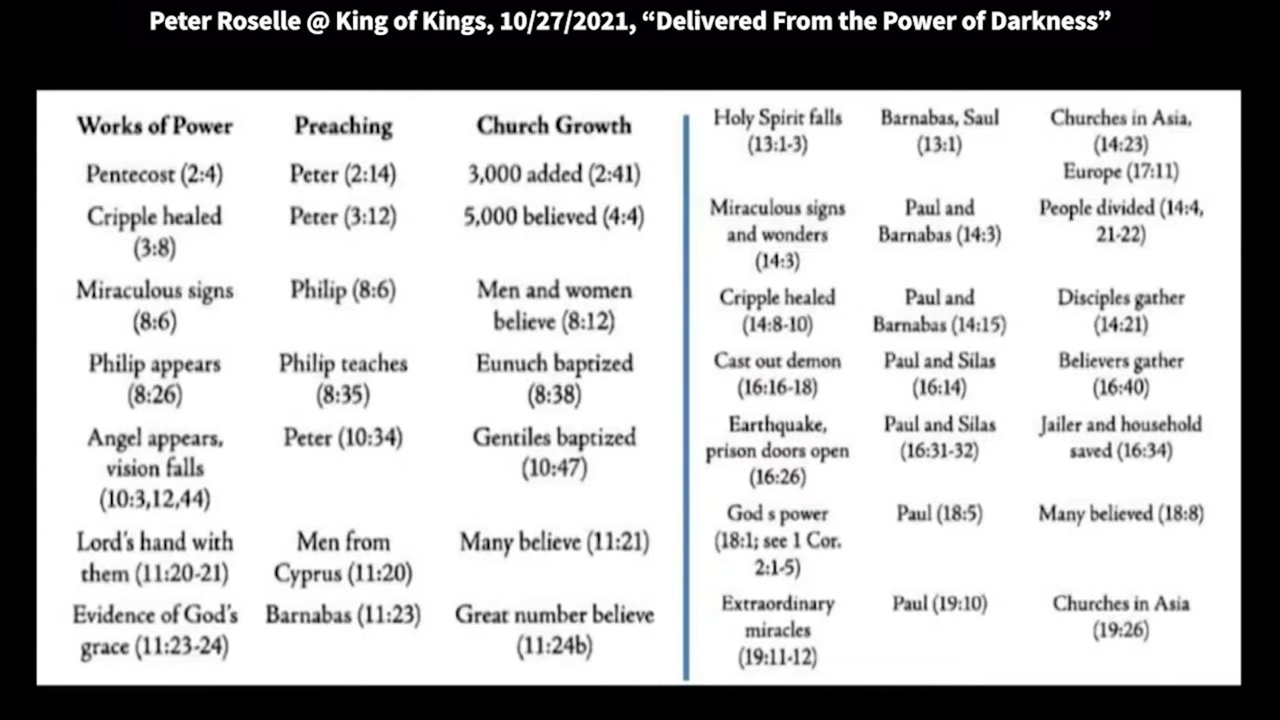 Peter Roselle @ King of Kings, 10/27/2021, “Delivered From the Power of Darkness”
Works of Power Preaching Church Growth
Pentecost (2:4) Peter (2:14) 3,000 added (2:41)
Cripple healed Peter (3:12) 5,000 believed (4:4)
(3:8)
Miraculous signs Philip (8:6) Men and women
(8:6) believe (8:12)
Philip appears Philip teaches Eunuch baptized
(8:26) (8:35) (8:38)
Angel appears, Peter (10:34) Gentiles baptized
vision falls (10:47)
(10:3,12,44)
Lord's hand with Men from Many believe (11:21)
them (11:20-21) Cyprus (11:20)
Evidence of God's Barnabas (11:23) Great number believe
grace (11:23-24) (11:24b)
Holy Spirit falls Barnabas, Saul Churches in Asia,
(13:1-3) (13:1) (14:23)
Europe (17:11)
Miraculous signs Paul and People divided (14:4,
and wonders Barnabas (14:3) 21-22)
(14:3)
Cripple healed Paul and Disciples gather
(14:8-10) Barnabas (14:15) (14:21)
Cast out demon Paul and Silas Believers gather
(16:16-18) (16:14) (16:40)
Earthquake, Paul and Silas Jailer and household
prison doors open (16:31-32) saved (16:34)
(16:26)
God s power Paul (18:5) Many believed (18:8)
(18:1; see 1 Cor.
2:1-5)
Extraordinary Paul (19:10) Churches in Asia
miracles (19:26)
(19:11-12)